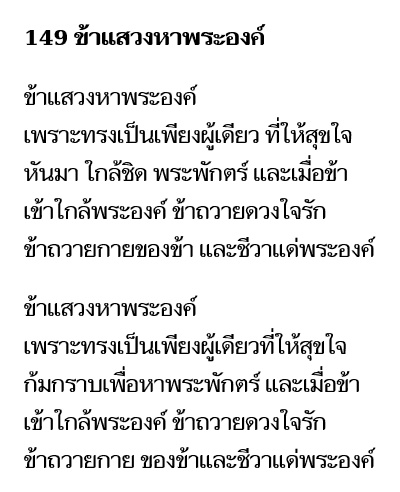 149 ข้าแสวงหาพระองค์
ข้าแสวงหาพระองค์
เพราะทรงเป็นเพียงผู้เดียว ที่ให้สุขใจ
หันมา ใกล้ชิด พระพักตร์ และเมื่อข้า
เข้าใกล้พระองค์ ข้าถวายดวงใจรัก
ข้าถวายกายของข้า และชีวาแด่พระองค์
ข้าแสวงหาพระองค์
เพราะทรงเป็นเพียงผู้เดียวที่ให้สุขใจ
ก้มกราบเพื่อหาพระพักตร์ และเมื่อข้า
เข้าใกล้พระองค์ ข้าถวายดวงใจรัก
ข้าถวายกาย ของข้าและชีวาแด่พระองค์